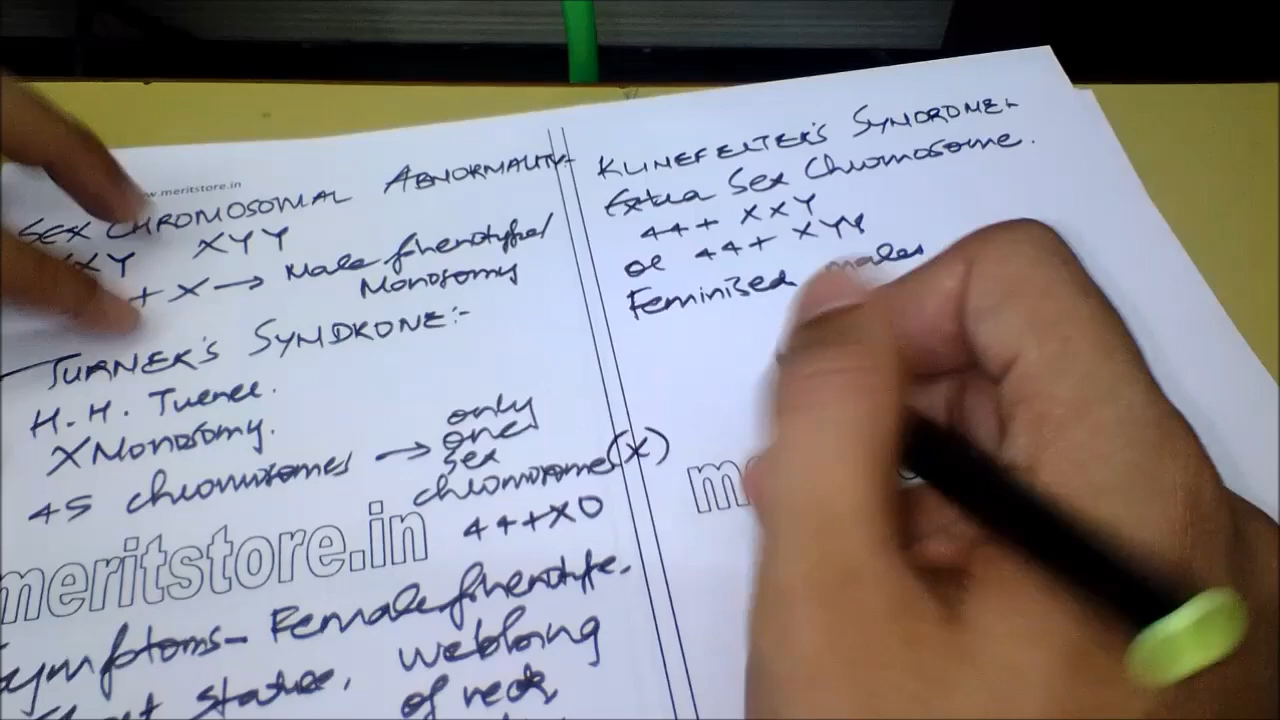 www.meritstore.in
SEX CHROMOSOMAL ABNORMALITY-
XXY XYY
+ X → Male phenotype/
Monosomy
TURNER'S SYNDRONE:-
H. H. Turner.
X Monosomy.
45 chromosomes → only
one
sex
chromosome (X)
44+XO
meritstore.in
Symptoms- Female phenotype.
Short stature, webbing
of neck,
KLINEFELTER'S SYNDROME-
Extra Sex Chromosome.
44+ XXY
or 44+ XYY
Feminized males